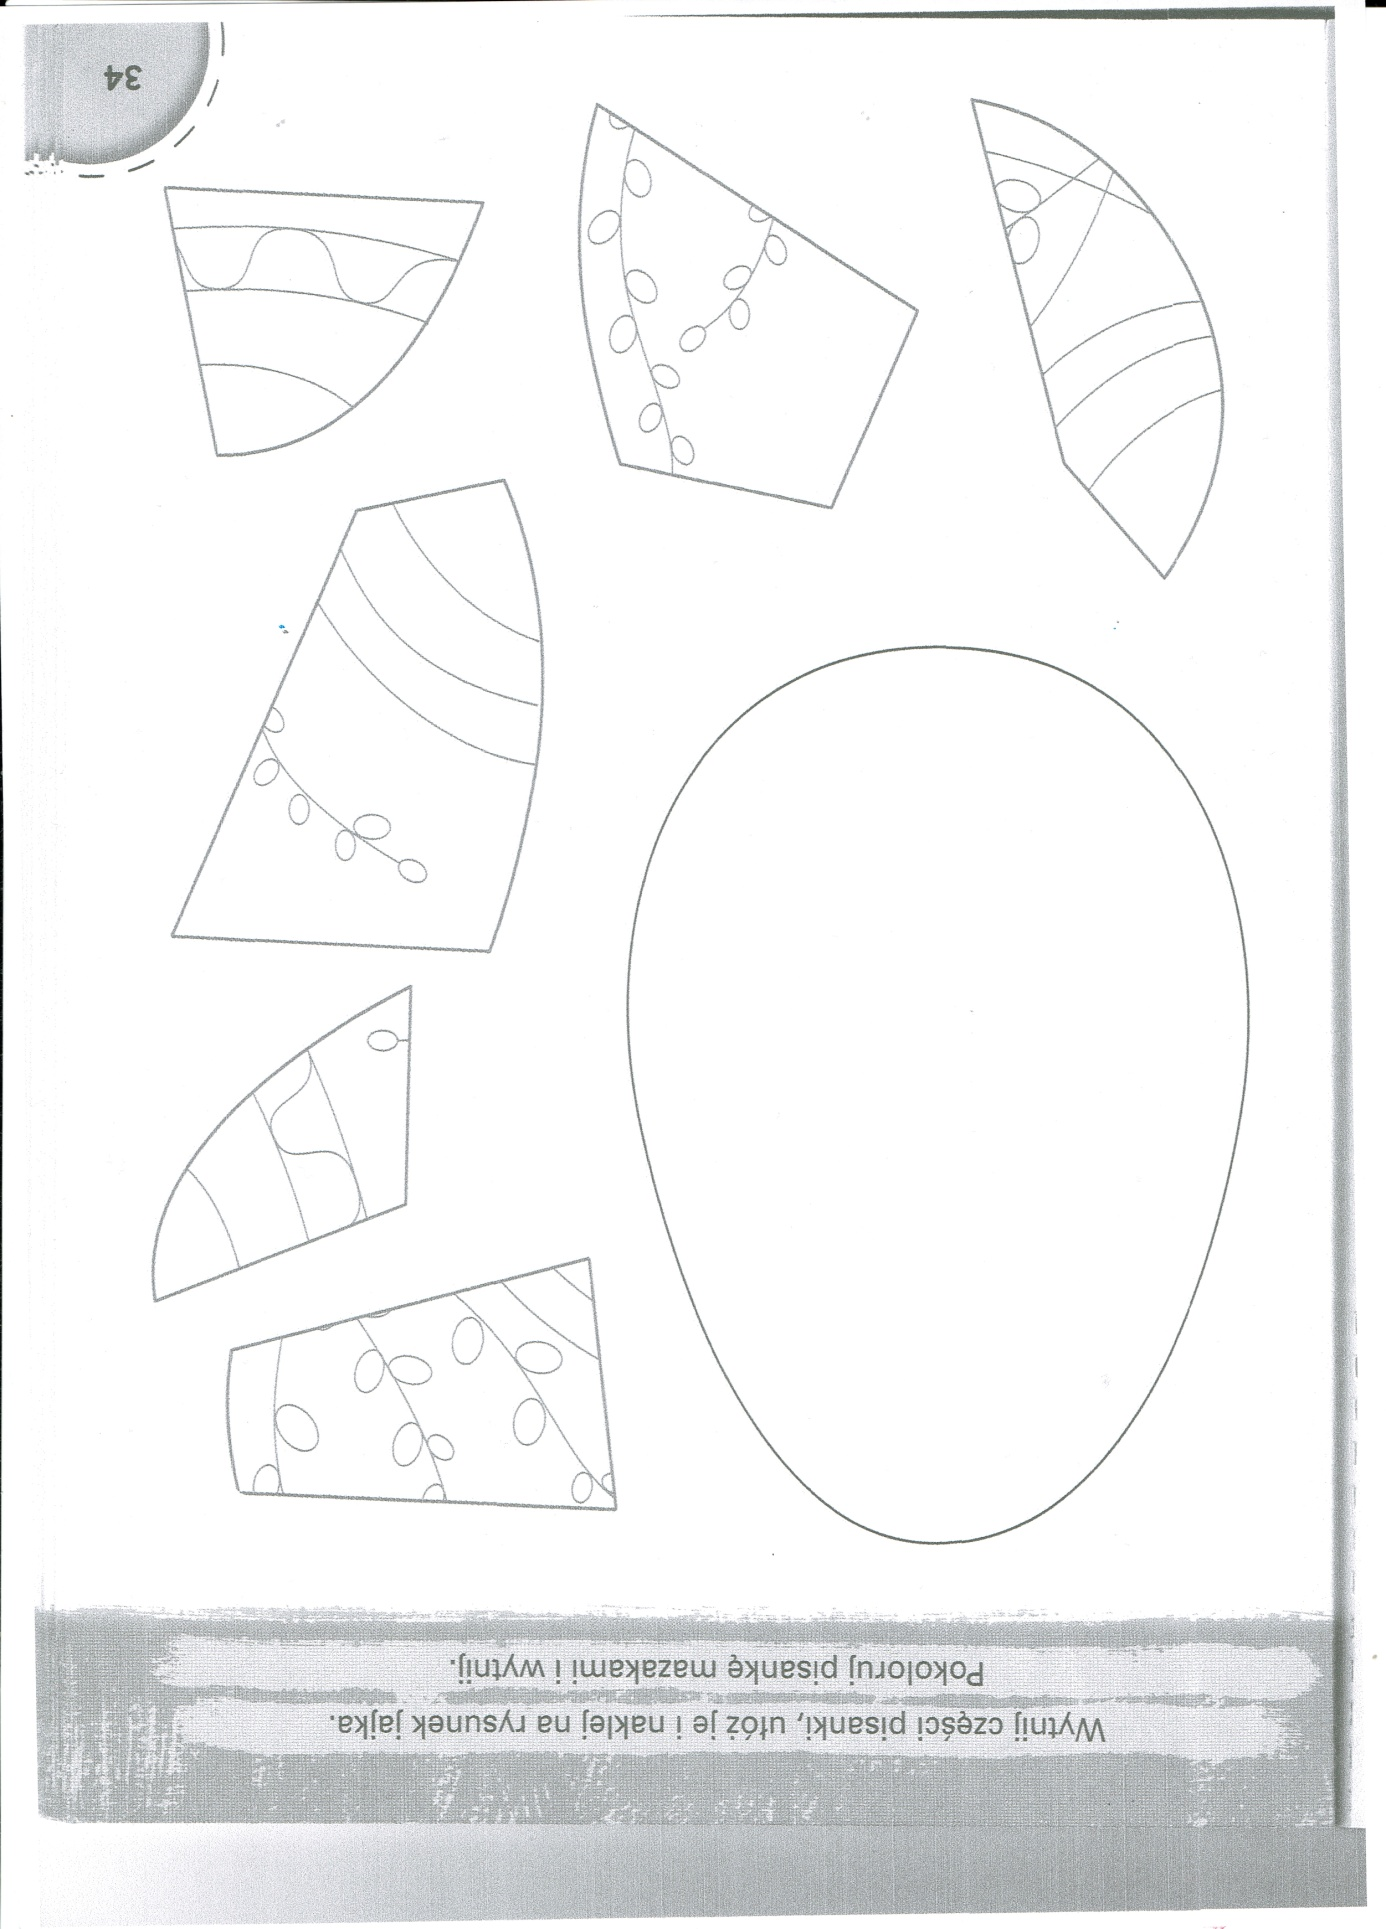 Wytnij części pisanki, ułóż je i naklej na rysunek jajka.
Pokoloruj pisankę mazakami i wytnij.
34